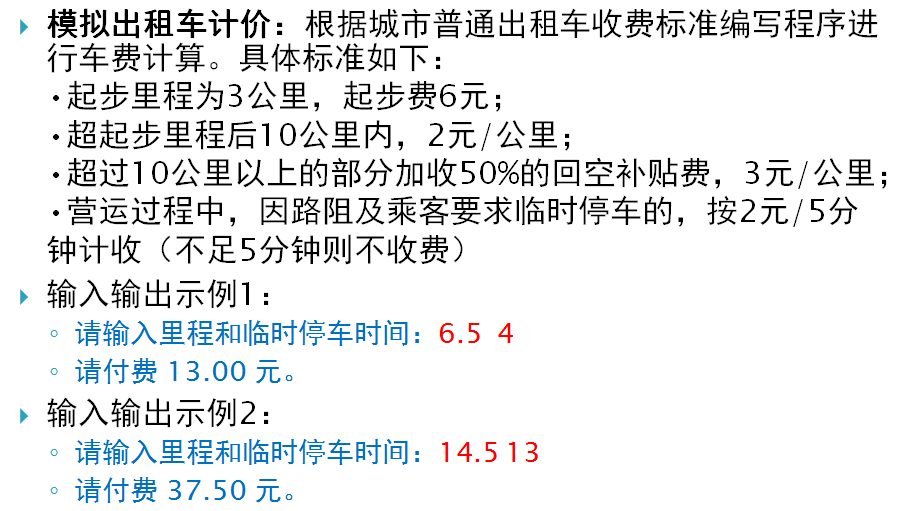 模拟出租车计价：根据城市普通出租车收费标准编写程序进
行车费计算。具体标准如下：
•起步里程为3公里，起步费6元；
•超起步里程后10公里内，2元/公里；
•超过10公里以上的部分加收50%的回空补贴费，3元/公里；
•营运过程中，因路阻及乘客要求临时停车的，按2元/5分
钟计收（不足5分钟则不收费）
输入输出示例1：
请输入里程和临时停车时间：6.5 4
请付费 13.00 元。
输入输出示例2：
请输入里程和临时停车时间：14.5 13
请付费 37.50 元。